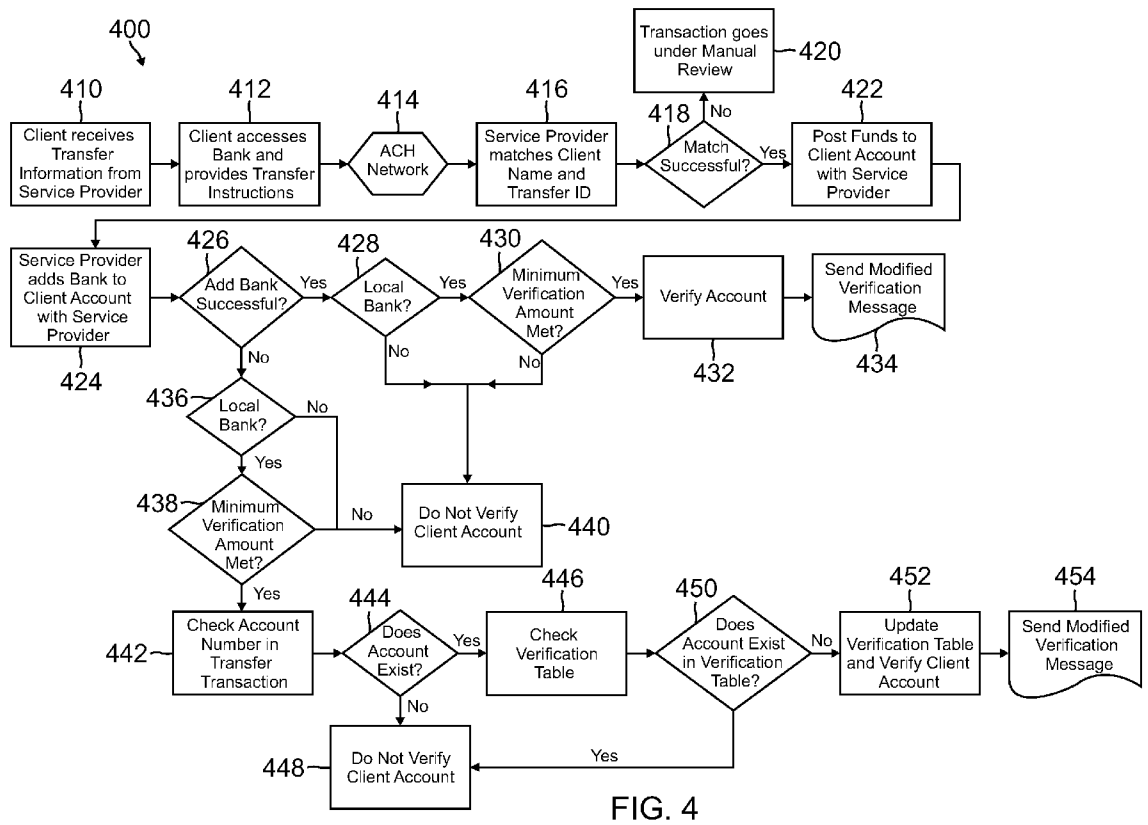 400
410
Client receives
Transfer
Information from
Service Provider
412
Client accesses
Bank and
provides Transfer
Instructions
414
ACH
Network
416
Service Provider
matches Client
Name and
Transfer ID
418
Match
Successful?
No
Yes
Transaction goes
under Manual
Review
420
422
Post Funds to
Client Account
with Service
Provider
Service Provider
adds Bank to
Client Account
with Service
Provider
424
426
Add Bank
Successful?
Yes
No
428
Local
Bank?
Yes
No
430
Minimum
Verification
Amount
Met?
Yes
No
Verify Account
432
Send Modified
Verification
Message
434
436
Local
Bank?
No
Yes
438
Minimum
Verification
Amount
Met?
No
Yes
Do Not Verify
Client Account
440
442
Check Account
Number in
Transfer
Transaction
444
Does
Account
Exist?
Yes
No
446
Check
Verification
Table
448
Do Not Verify
Client Account
450
Does
Account Exist
in Verification
Table?
No
Yes
452
Update
Verification Table
and Verify Client
Account
454
Send Modified
Verification
Message
FIG. 4